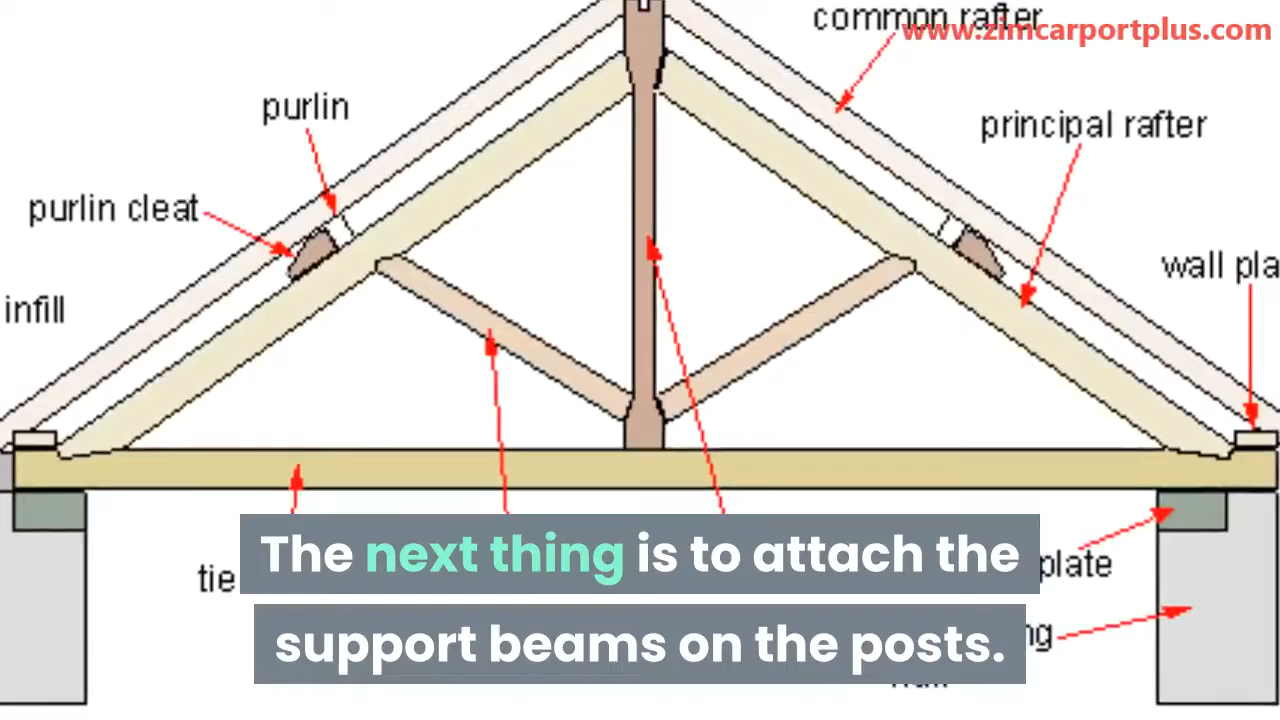 common rafter
www.zimcarportplus.com
purlin
principal rafter
purlin cleat
wall pla
infill
The next thing is to attach the
tie
plate
support beams on the posts.
ng